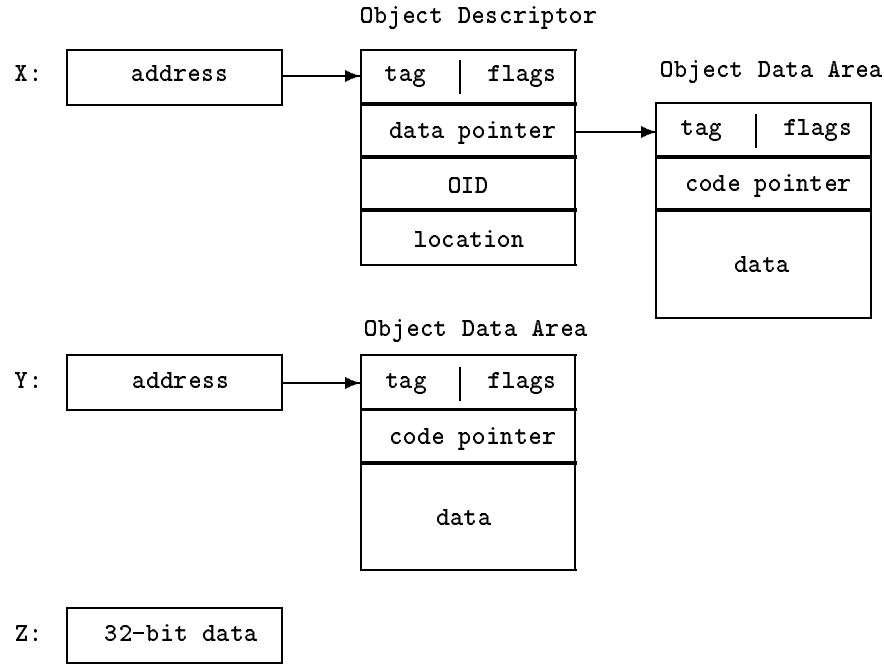 Object Descriptor
X:
address
tag | flags
data pointer
OID
location
Object Data Area
tag | flags
code pointer
data
Object Data Area
Y:
address
tag | flags
code pointer
data
Z:
32-bit data